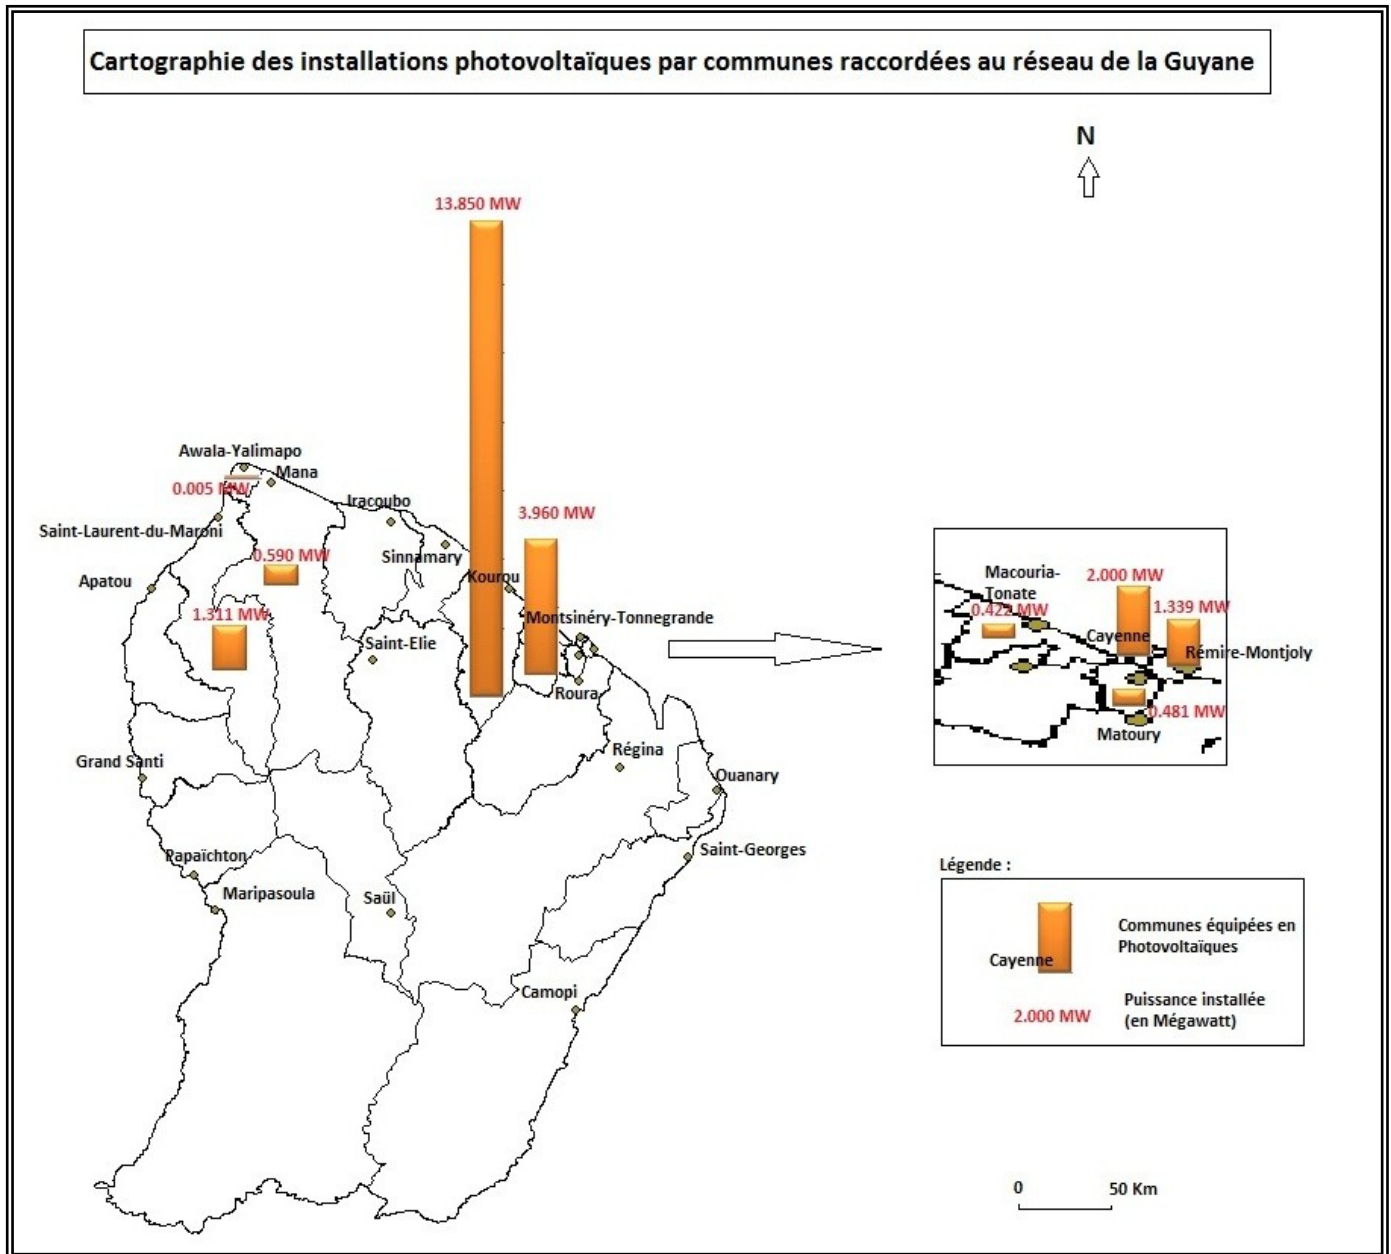 Cartographie des installations photovoltaïques par communes raccordées au réseau de la Guyane
N
13.850 MW
Awala-Yalimapo
Mana
0.005 MW
Iracoubo
3.960 MW
Saint-Laurent-du-Maroni
Sinnamary
0.590 MW
Kourou
Apatou
1.311 MW
Montsinéry-Tonnegrande
Saint-Elie
Roura
Régina
Grand Santi
Ouanary
Papaïchton
Saint-Georges
Maripasoula
Saül
Camopi
Macouria-
Tonate
2.000 MW
0.422 MW
1.339 MW
Cayenne
Rémire-Montjoly
0.481 MW
Matoury
Légende :
Communes équipées en
Photovoltaïques
Cayenne
Puissance installée
(en Mégawatt)
2.000 MW
0
50 Km